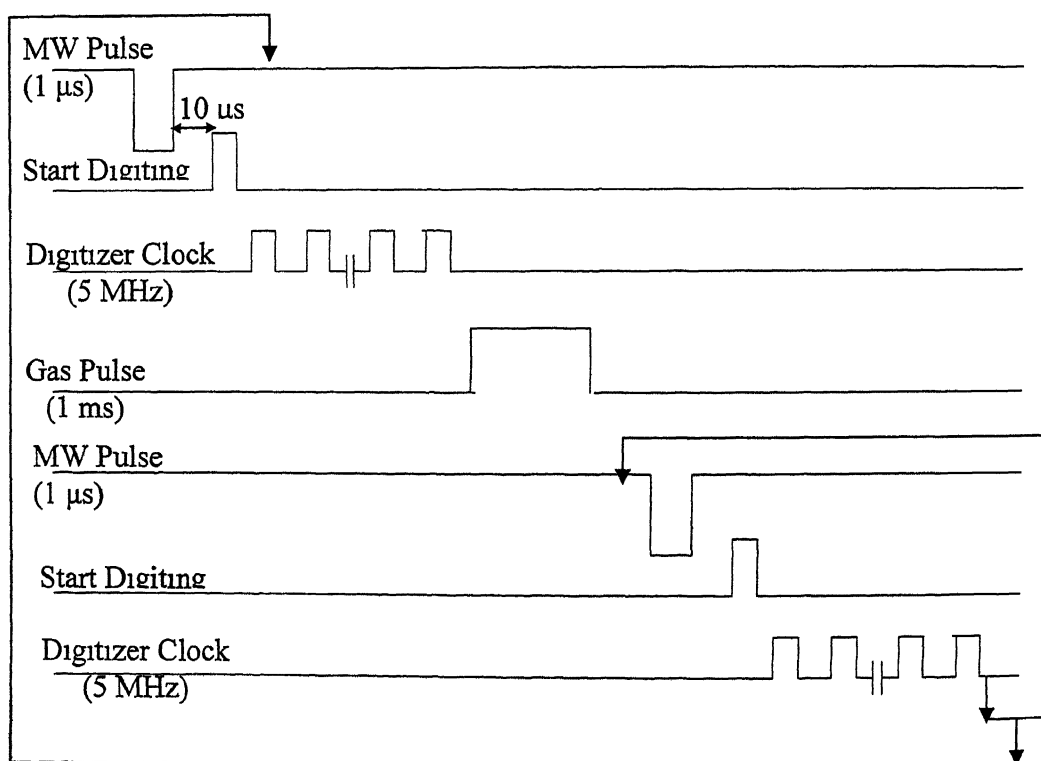 MW Pulse
(1 μs)
10 us
Start Digiting
Digitizer Clock
(5 MHz)
Gas Pulse
(1 ms)
MW Pulse
(1 μs)
Start Digiting
Digitizer Clock
(5 MHz)